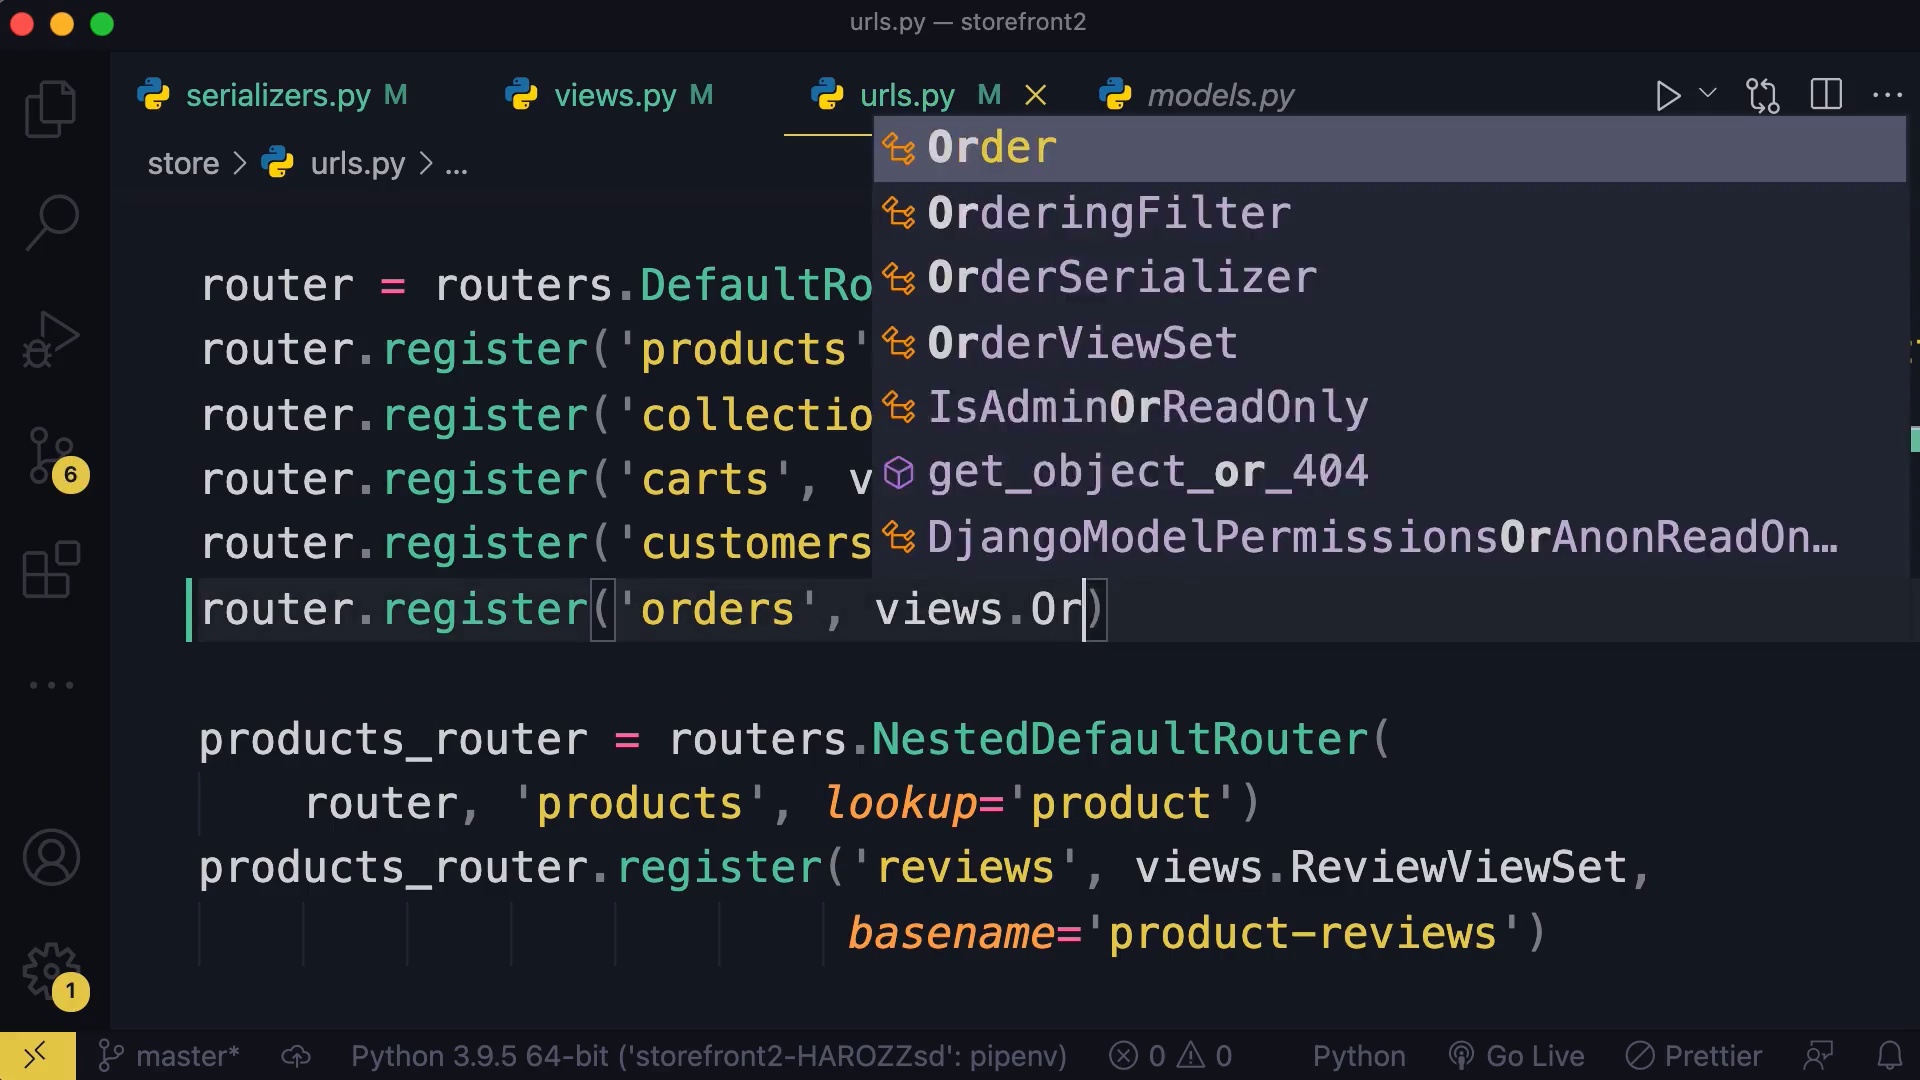 urls.py — storefront2
serializers.py M
views.py M
urls.py M
models.py
store > urls.py > ...
Order
OrderingFilter
OrderSerializer
OrderViewSet
IsAdminOrReadOnly
get_object_or_404
DjangoModelPermissionsOrAnonReadOn…
router = routers.DefaultRo
router.register('products'
router.register('collectio
router.register('carts', v
router.register('customers
router.register('orders', views.Or)
products_router = routers.NestedDefaultRouter(
router, 'products', lookup='product')
products_router.register('reviews', views.ReviewViewSet,
basename='product-reviews')
6
1
master*
Python 3.9.5 64-bit ('storefront2-HAROZZsd': pipenv)
0
0
Python
Go Live
Prettier